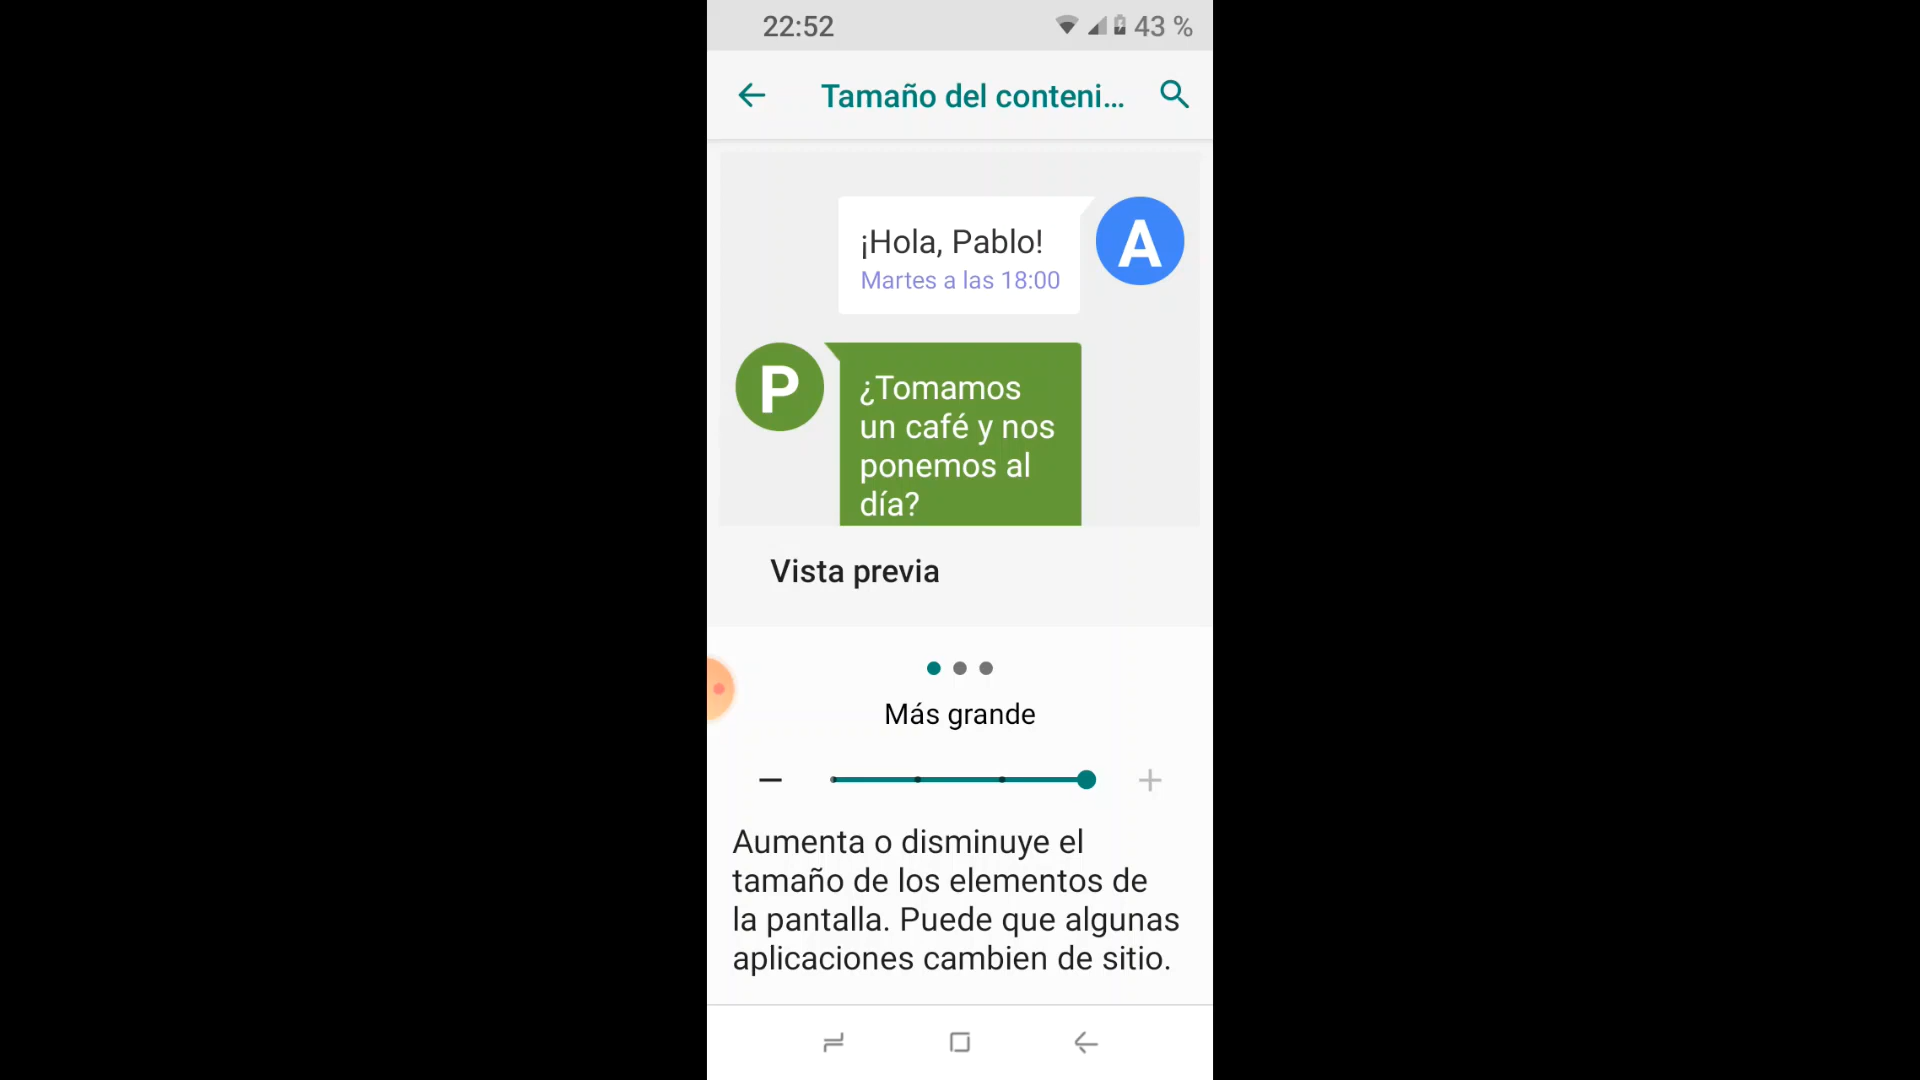 22:52
43 %
Tamaño del conteni...
¡Hola, Pablo!
Martes a las 18:00
A
P
¿Tomamos
un café y nos
ponemos al
día?
Vista previa
Más grande
Aumenta o disminuye el
tamaño de los elementos de
la pantalla. Puede que algunas
aplicaciones cambien de sitio.